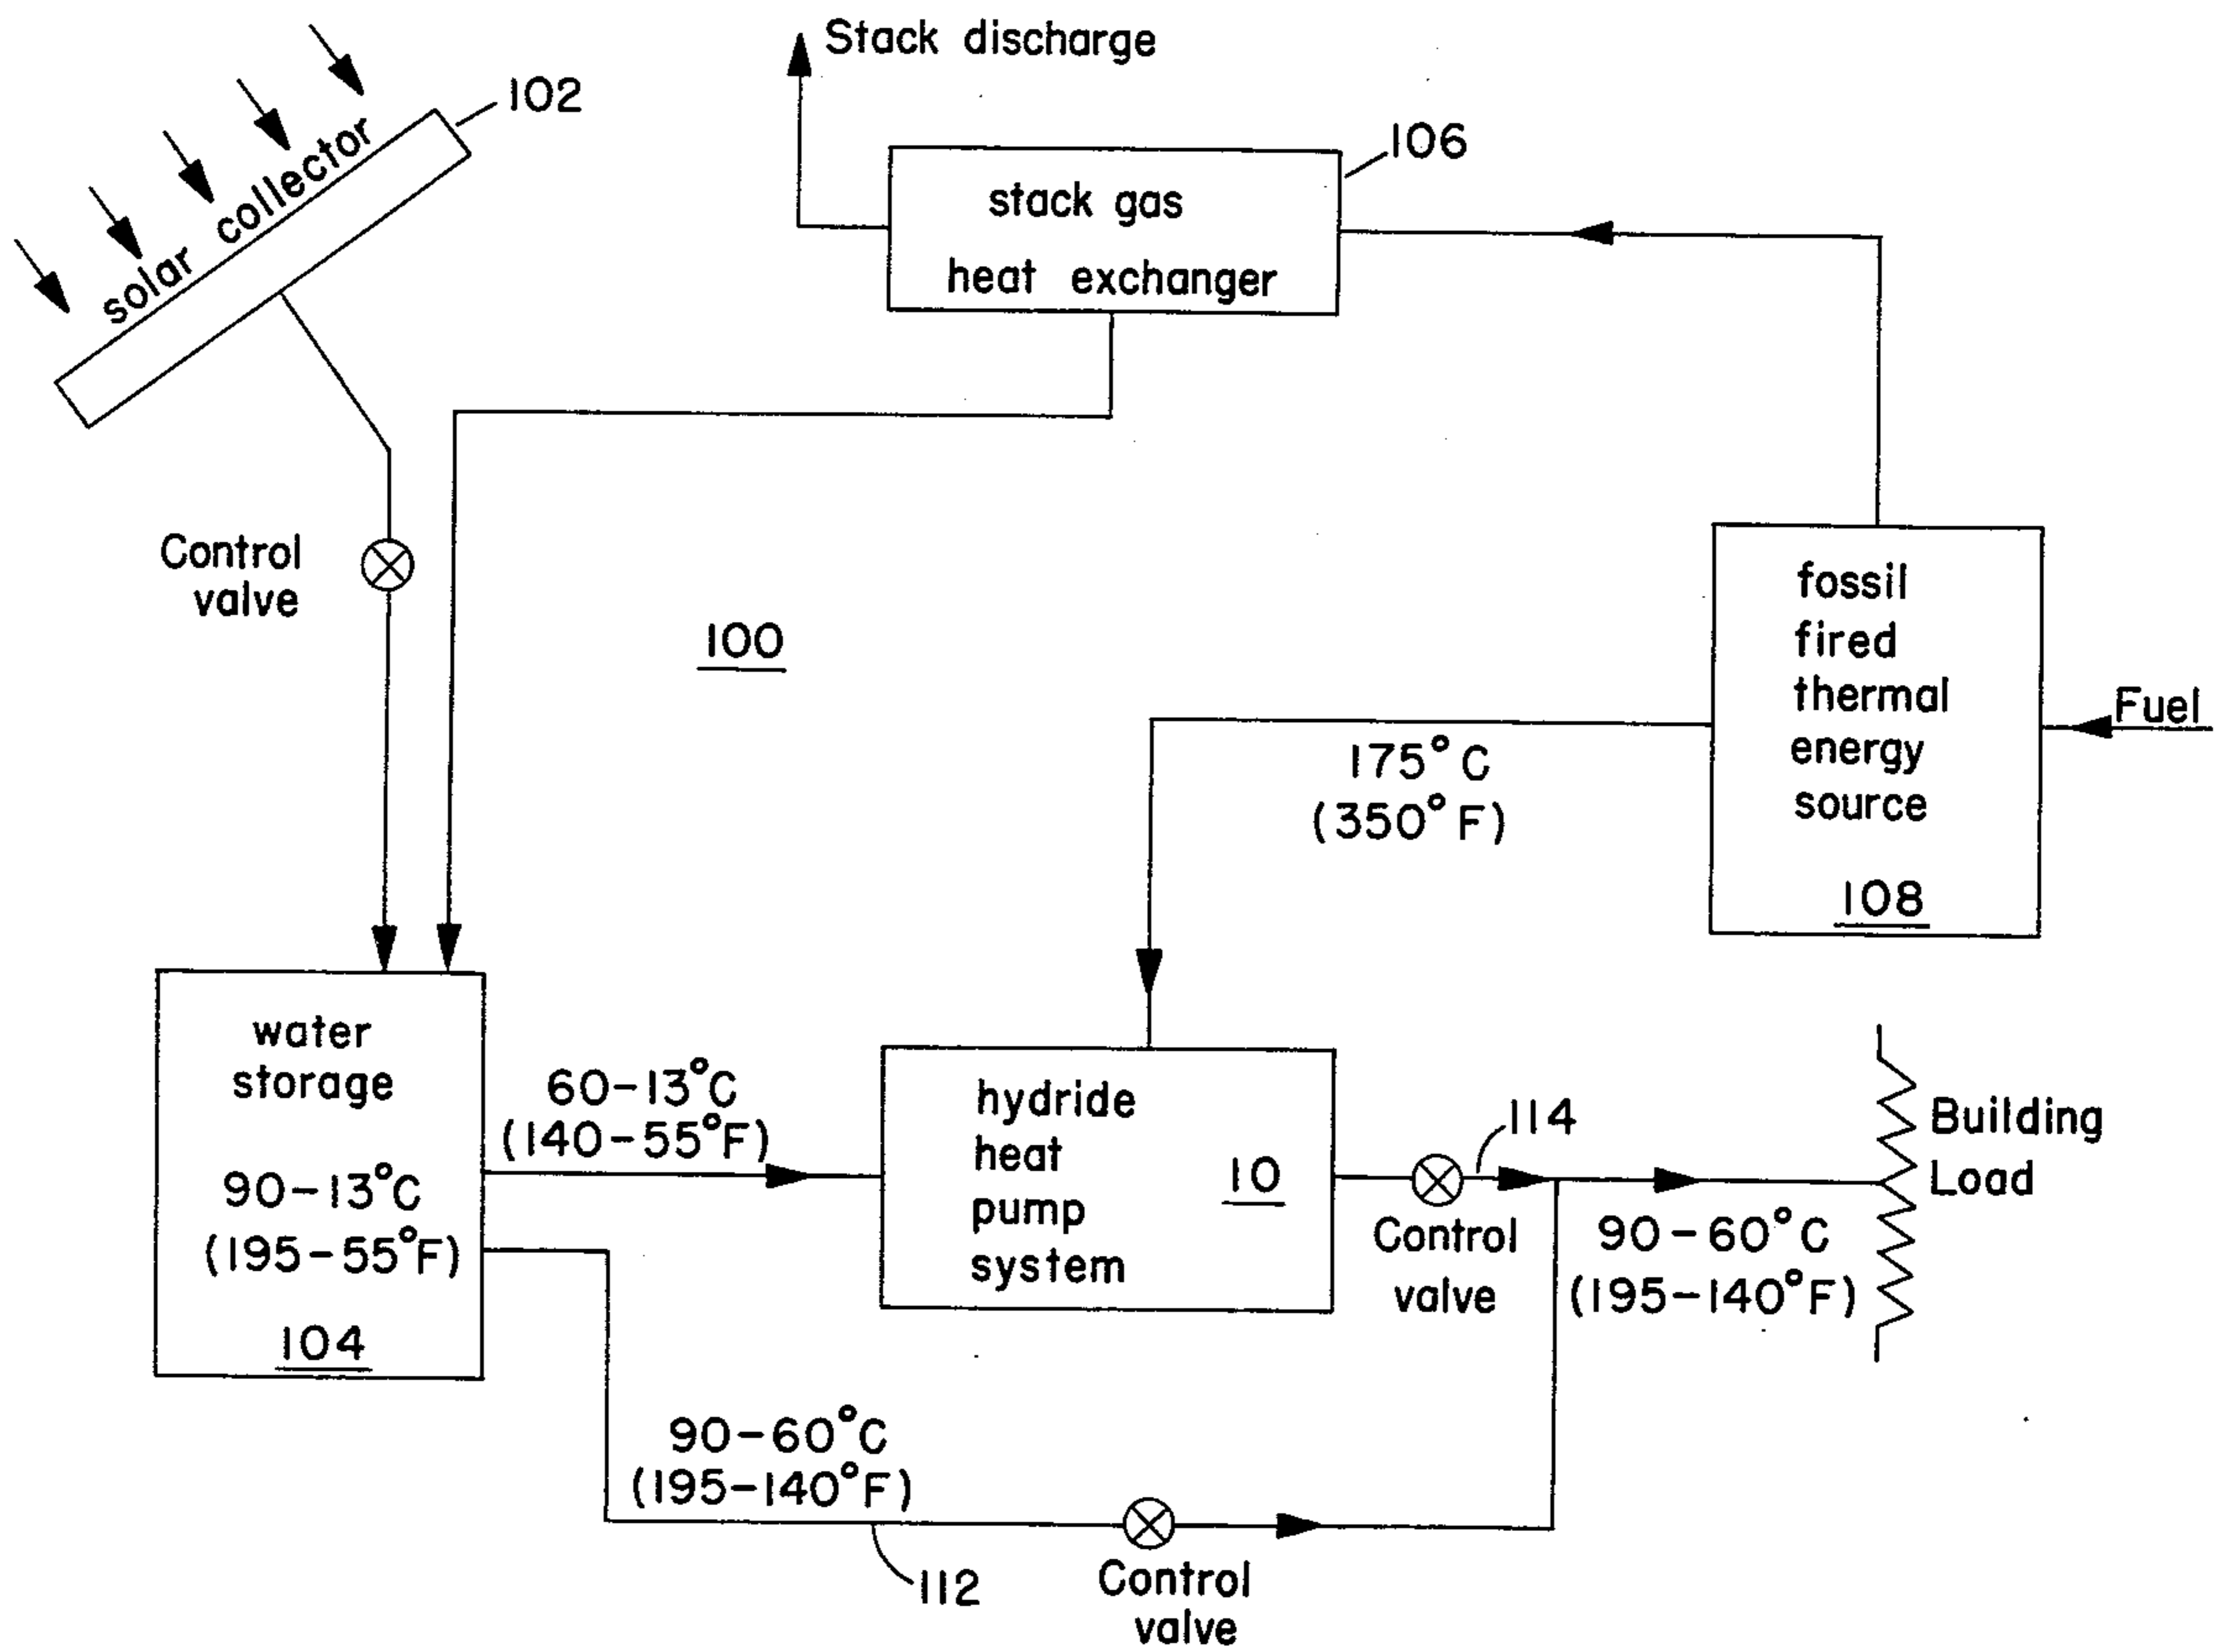 Stack discharge
102
solar collector
106
stack gas
heat exchanger
Control
valve
100
fossil
fired
thermal
energy
source
108
Fuel
175°C
(350°F)
water
storage
90-13°C
(195-55°F)
104
60-13°C
(140-55°F)
hydride
heat
pump
system
10
114
Control
valve
Building
Load
90-60°C
(195-140°F)
90-60°C
(195-140°F)
112
Control
valve